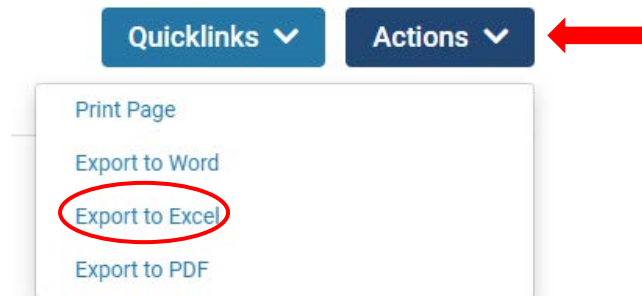 Quicklinks Actions
Print Page
Export to Word
Export to Excel
Export to PDF